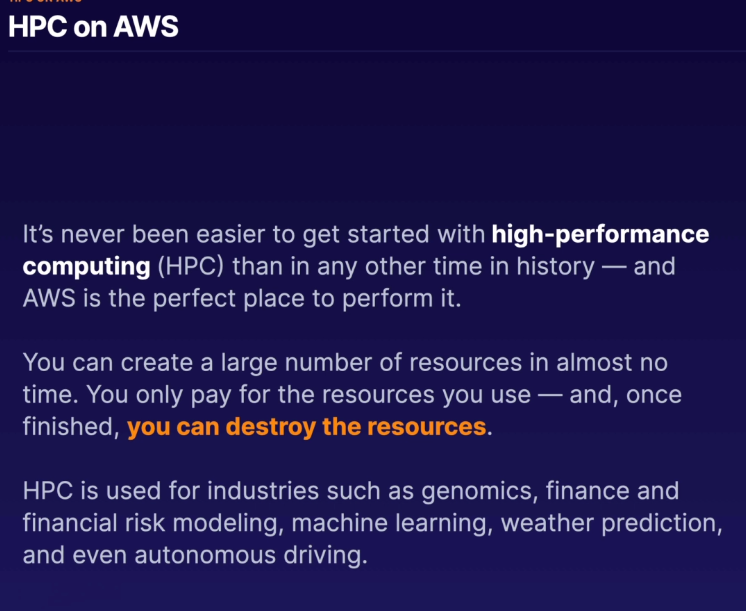 HPC on AWS
It's never been easier to get started with high-performance
computing (HPC) than in any other time in history — and
AWS is the perfect place to perform it.
You can create a large number of resources in almost no
time. You only pay for the resources you use — and, once
finished, you can destroy the resources.
HPC is used for industries such as genomics, finance and
financial risk modeling, machine learning, weather prediction,
and even autonomous driving.